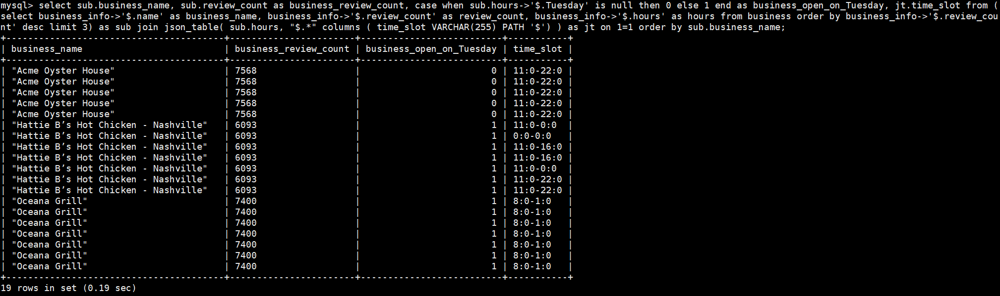 mysql> select sub.business_name, sub.review_count as business_review_count, case when sub.hours->'$.Tuesday' is null then 0 else 1 end as business_open_on_Tuesday, jt.time_slot from (
select business_info->'$.name' as business_name, business_info->'$.review_count' as review_count, business_info->'$.hours' as hours from business order by business_info->'$.review_cou
nt' desc limit 3) as sub join json_table( sub.hours, "$.*" columns ( time_slot VARCHAR(255) PATH '$') ) as jt on 1=1 order by sub.business_name;
+----------------------------------------+-----------------------+--------------------------+-----------+
| business_name                          | business_review_count | business_open_on_Tuesday | time_slot |
+----------------------------------------+-----------------------+--------------------------+-----------+
| "Acme Oyster House"                    | 7568                  |                        0 | 11:0-22:0 |
| "Acme Oyster House"                    | 7568                  |                        0 | 11:0-22:0 |
| "Acme Oyster House"                    | 7568                  |                        0 | 11:0-22:0 |
| "Acme Oyster House"                    | 7568                  |                        0 | 11:0-22:0 |
| "Acme Oyster House"                    | 7568                  |                        0 | 11:0-22:0 |
| "Hattie B’s Hot Chicken - Nashville"   | 6093                  |                        1 | 11:0-0:0  |
| "Hattie B’s Hot Chicken - Nashville"   | 6093                  |                        1 | 0:0-0:0   |
| "Hattie B’s Hot Chicken - Nashville"   | 6093                  |                        1 | 11:0-16:0 |
| "Hattie B’s Hot Chicken - Nashville"   | 6093                  |                        1 | 11:0-16:0 |
| "Hattie B’s Hot Chicken - Nashville"   | 6093                  |                        1 | 11:0-0:0  |
| "Hattie B’s Hot Chicken - Nashville"   | 6093                  |                        1 | 11:0-22:0 |
| "Hattie B’s Hot Chicken - Nashville"   | 6093                  |                        1 | 11:0-22:0 |
| "Oceana Grill"                         | 7400                  |                        1 | 8:0-1:0   |
| "Oceana Grill"                         | 7400                  |                        1 | 8:0-1:0   |
| "Oceana Grill"                         | 7400                  |                        1 | 8:0-1:0   |
| "Oceana Grill"                         | 7400                  |                        1 | 8:0-1:0   |
| "Oceana Grill"                         | 7400                  |                        1 | 8:0-1:0   |
| "Oceana Grill"                         | 7400                  |                        1 | 8:0-1:0   |
| "Oceana Grill"                         | 7400                  |                        1 | 8:0-1:0   |
+----------------------------------------+-----------------------+--------------------------+-----------+
19 rows in set (0.19 sec)